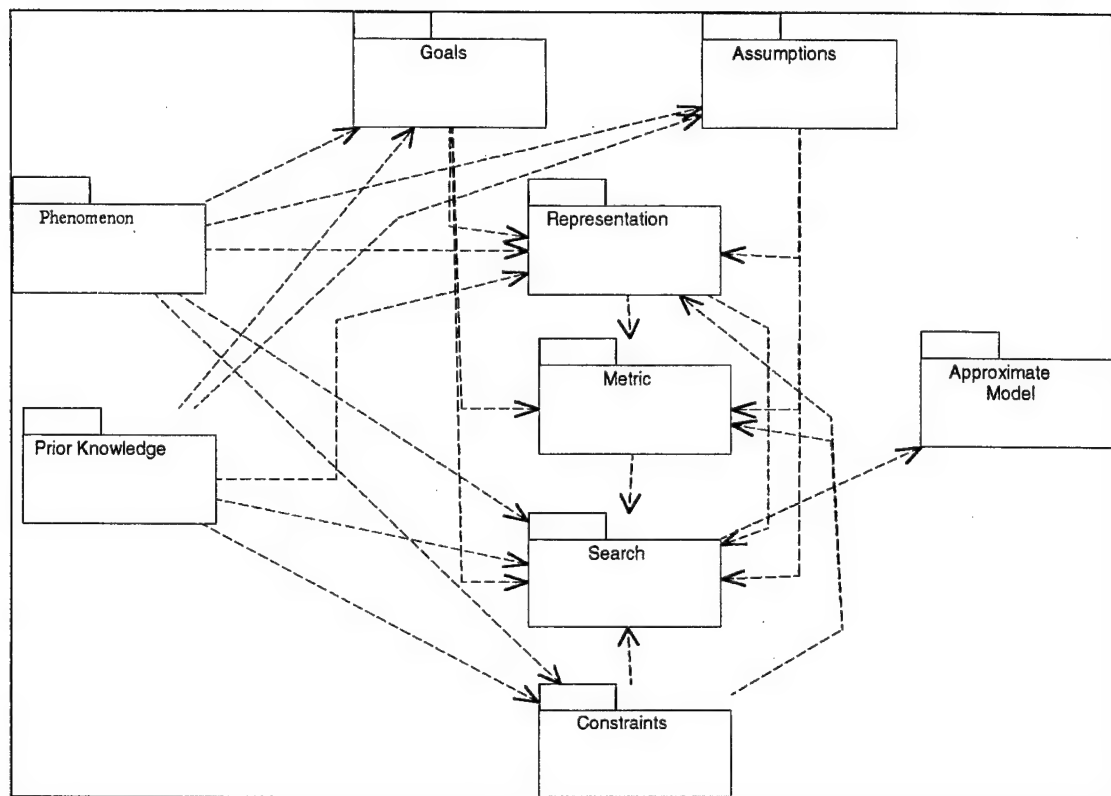 Goals
Assumptions
Phenomenon
Representation
Metric
Approximate
Model
Prior Knowledge
Search
Constraints